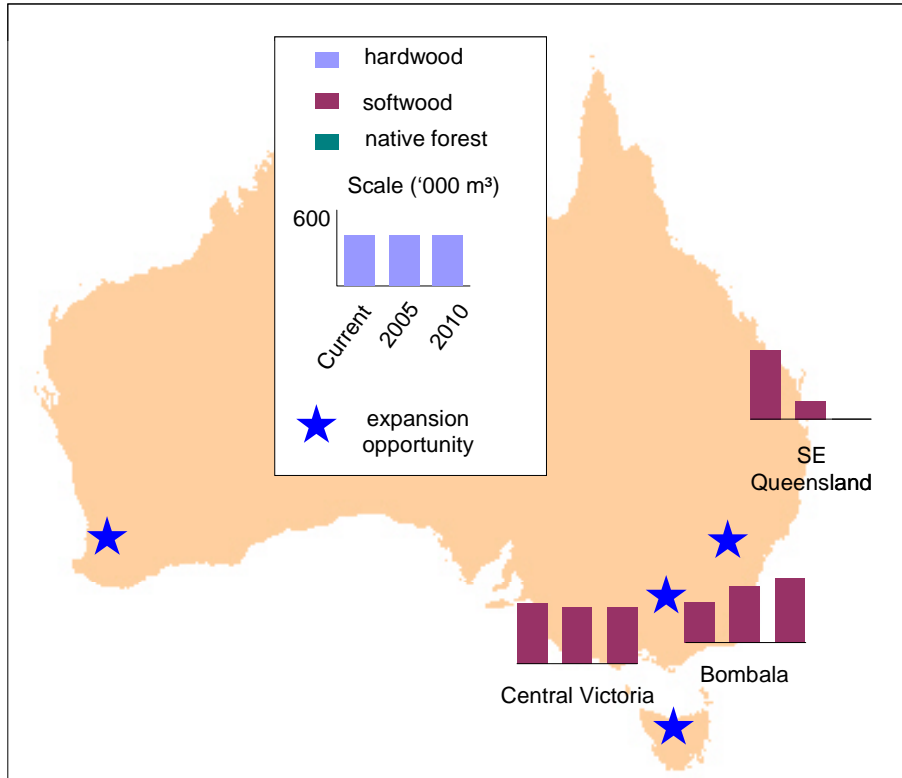 hardwood
softwood
native forest
Scale (‘000 m³)
600
Current
2005
2010
expansion
opportunity
SE
Queensland
Bombala
Central Victoria